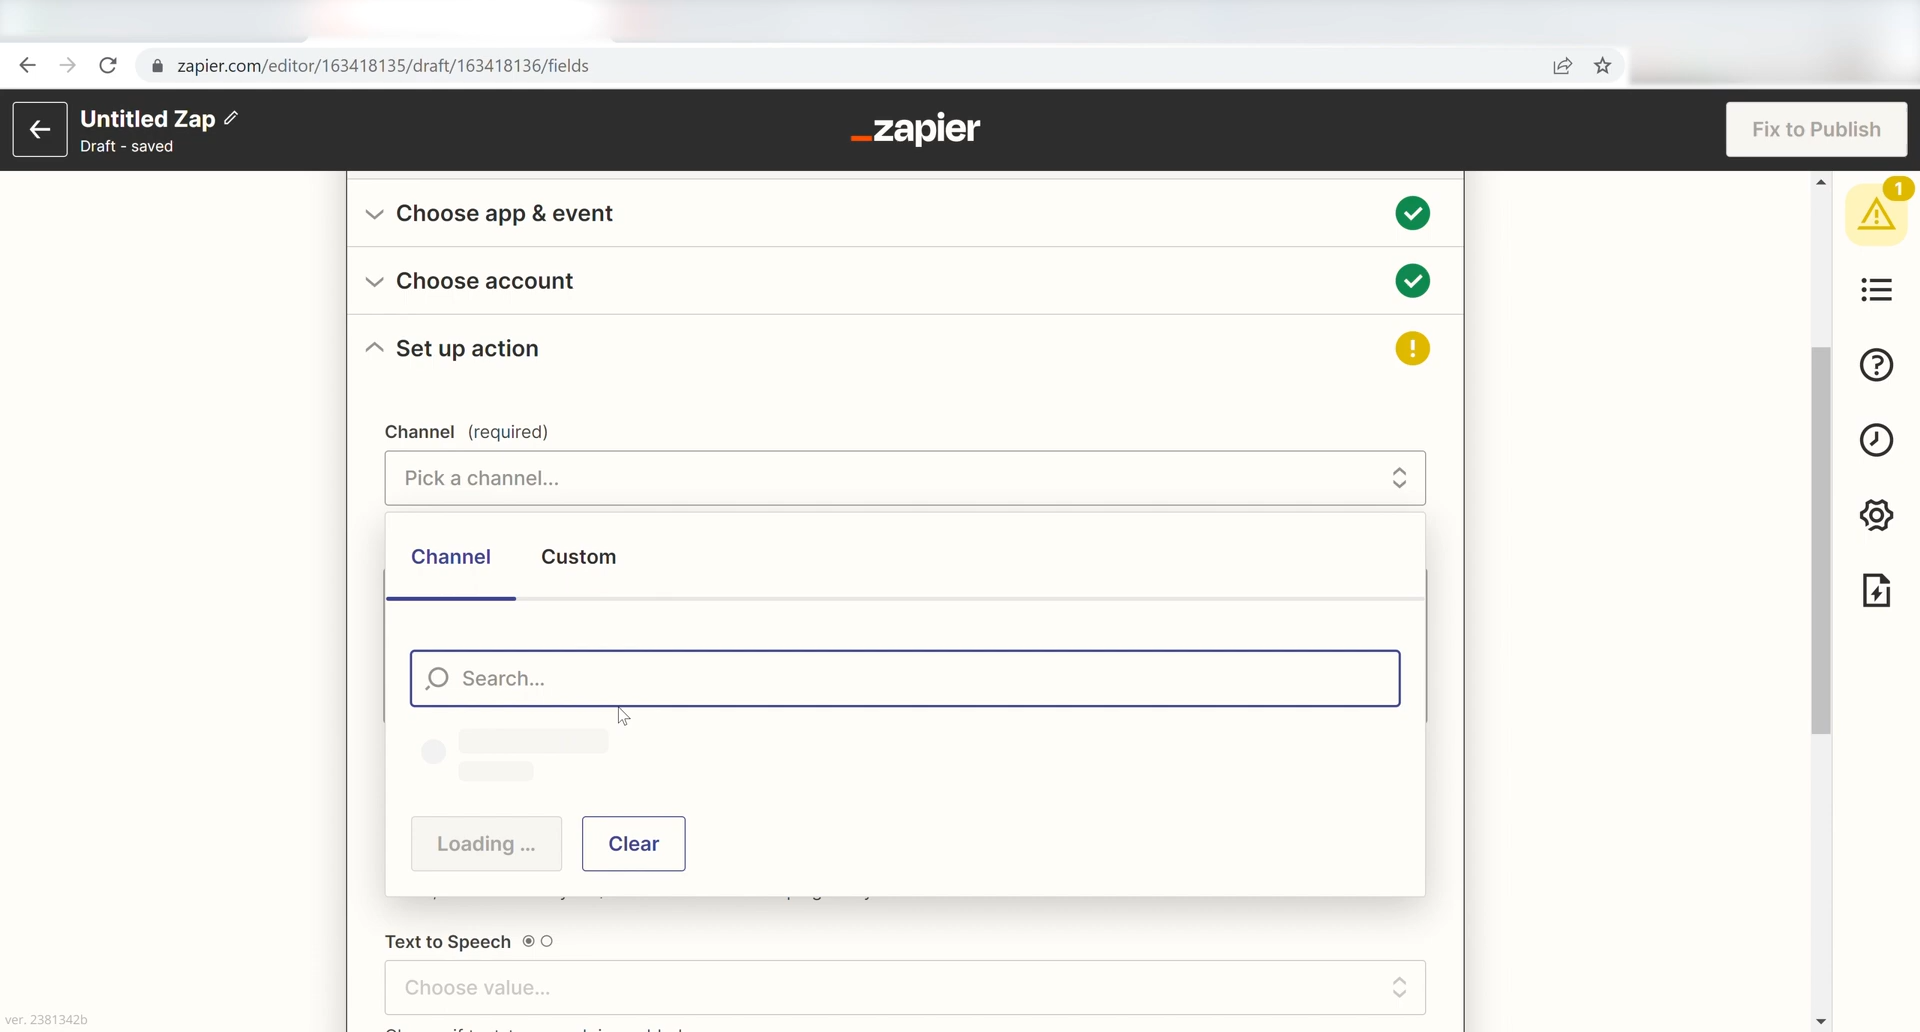 zapier.com/editor/163418135/draft/163418136/fields
Untitled Zap
Draft - saved
zapier
Fix to Publish
1
Choose app & event
Choose account
Set up action
Channel (required)
Pick a channel...
Channel Custom
Search...
Loading ... Clear
Text to Speech
Choose value...
ver. 2381342b